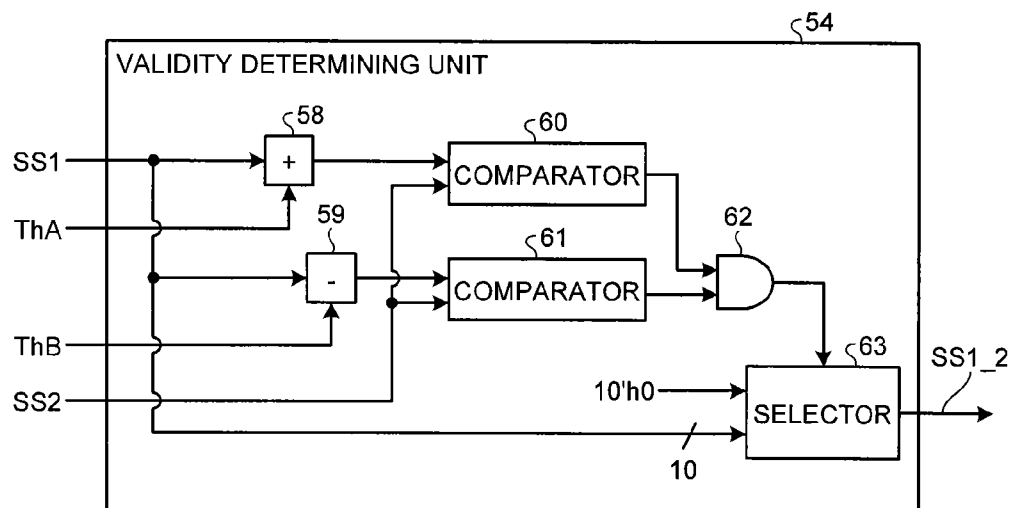 54
VALIDITY DETERMINING UNIT
58
60
SS1
+
COMPARATOR
ThA
59
61
62
-
COMPARATOR
ThB
63
SS1_2
SS2
10'h0
SELECTOR
10